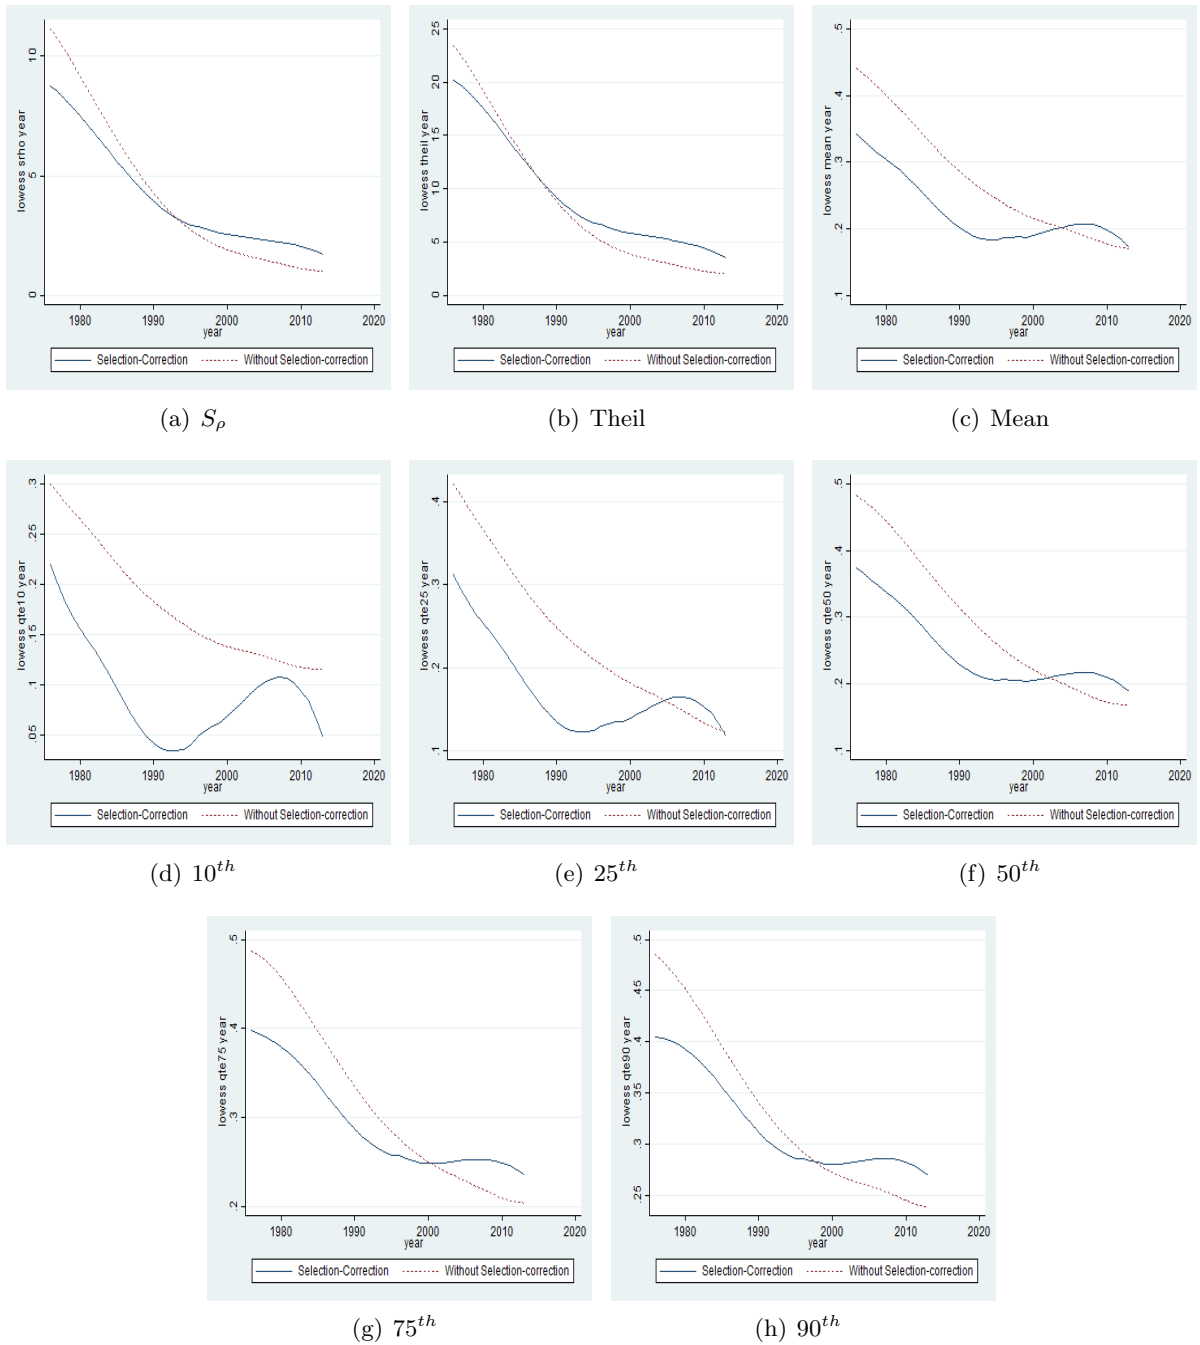 lowess srho year
0 5 10
1980 1990 2000 2010 2020
year
Selection-Correction Without Selection-correction
(a) Sρ
lowess theil year
0 5 10 15 20 25
1980 1990 2000 2010 2020
year
Selection-Correction Without Selection-correction
(b) Theil
lowess mean year
.1 .2 .3 .4 .5
1980 1990 2000 2010 2020
year
Selection-Correction Without Selection-correction
(c) Mean
lowess qte10 year
.05 .1 .15 .2 .25 .3
1980 1990 2000 2010 2020
year
Selection-Correction Without Selection-correction
(d) 10th
lowess qte25 year
.1 .2 .3 .4
1980 1990 2000 2010 2020
year
Selection-Correction Without Selection-correction
(e) 25th
lowess qte50 year
.1 .2 .3 .4 .5
1980 1990 2000 2010 2020
year
Selection-Correction Without Selection-correction
(f) 50th
lowess qte75 year
.2 .3 .4 .5
1980 1990 2000 2010 2020
year
Selection-Correction Without Selection-correction
(g) 75th
lowess qte90 year
.25 .3 .35 .4 .45 .5
1980 1990 2000 2010 2020
year
Selection-Correction Without Selection-correction
(h) 90th